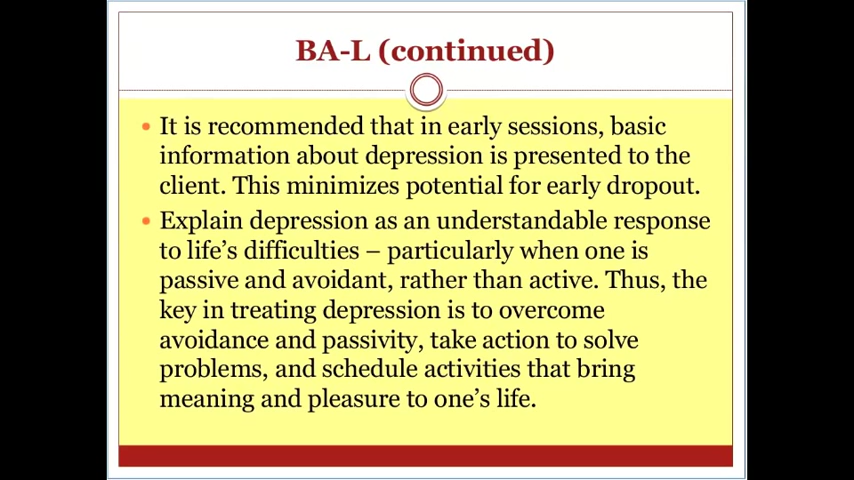 BA-L (continued)
• It is recommended that in early sessions, basic
information about depression is presented to the
client. This minimizes potential for early dropout.
• Explain depression as an understandable response
to life’s difficulties – particularly when one is
passive and avoidant, rather than active. Thus, the
key in treating depression is to overcome
avoidance and passivity, take action to solve
problems, and schedule activities that bring
meaning and pleasure to one’s life.